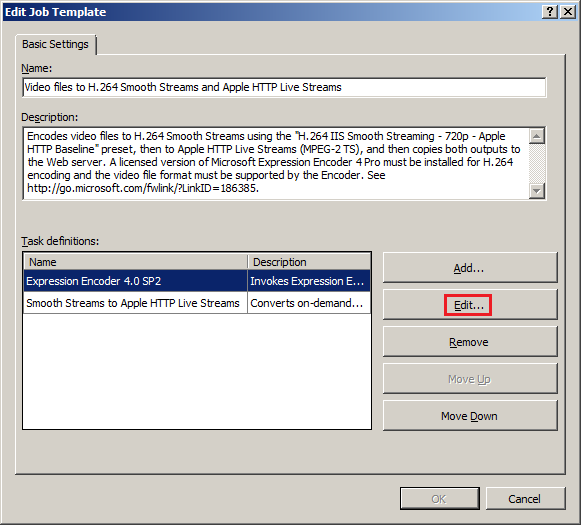 Edit Job Template
Basic Settings
Name:
Video files to H.264 Smooth Streams and Apple HTTP Live Streams
Description:
Encodes video files to H.264 Smooth Streams using the "H.264 IIS Smooth Streaming - 720p - Apple
HTTP Baseline" preset, then to Apple HTTP Live Streams (MPEG-2 TS), and then copies both outputs to
the Web server. A licensed version of Microsoft Expression Encoder 4 Pro must be installed for H.264
encoding and the video file format must be supported by the Encoder. See
http://go.microsoft.com/fwlink/?LinkID=186385.
Task definitions:
Name Description
Expression Encoder 4.0 SP2 Invokes Expression E...
Smooth Streams to Apple HTTP Live Streams Converts on-demand...
Add...
Edit...
Remove
Move Up
Move Down
OK Cancel